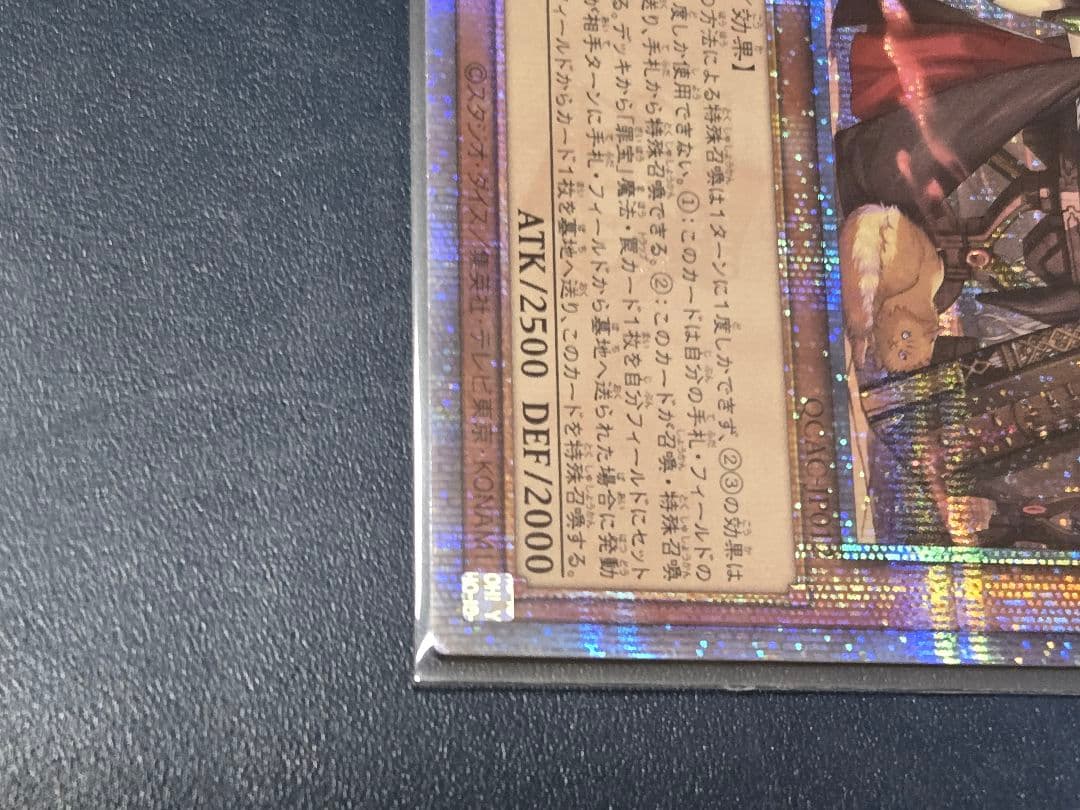 QCAC-JP01
効果】
の方法による特殊召喚は1ターンに1度しかできず、②③の効果は
度しか使用できない。①：このカードは自分の手札・フィールドの
送り、手札から特殊召喚できる。②：このカードが召喚・特殊召喚
る。デッキから「罪宝」魔法・罠カード1枚を自分フィールドにセット
が相手ターンに手札・フィールドから墓地へ送られた場合に発動
ィールドからカード1枚を墓地へ送り、このカードを特殊召喚する。
ATK/2500 DEF/2000
©スタジオ・ダイス/集英社・テレビ東京・KONAMI